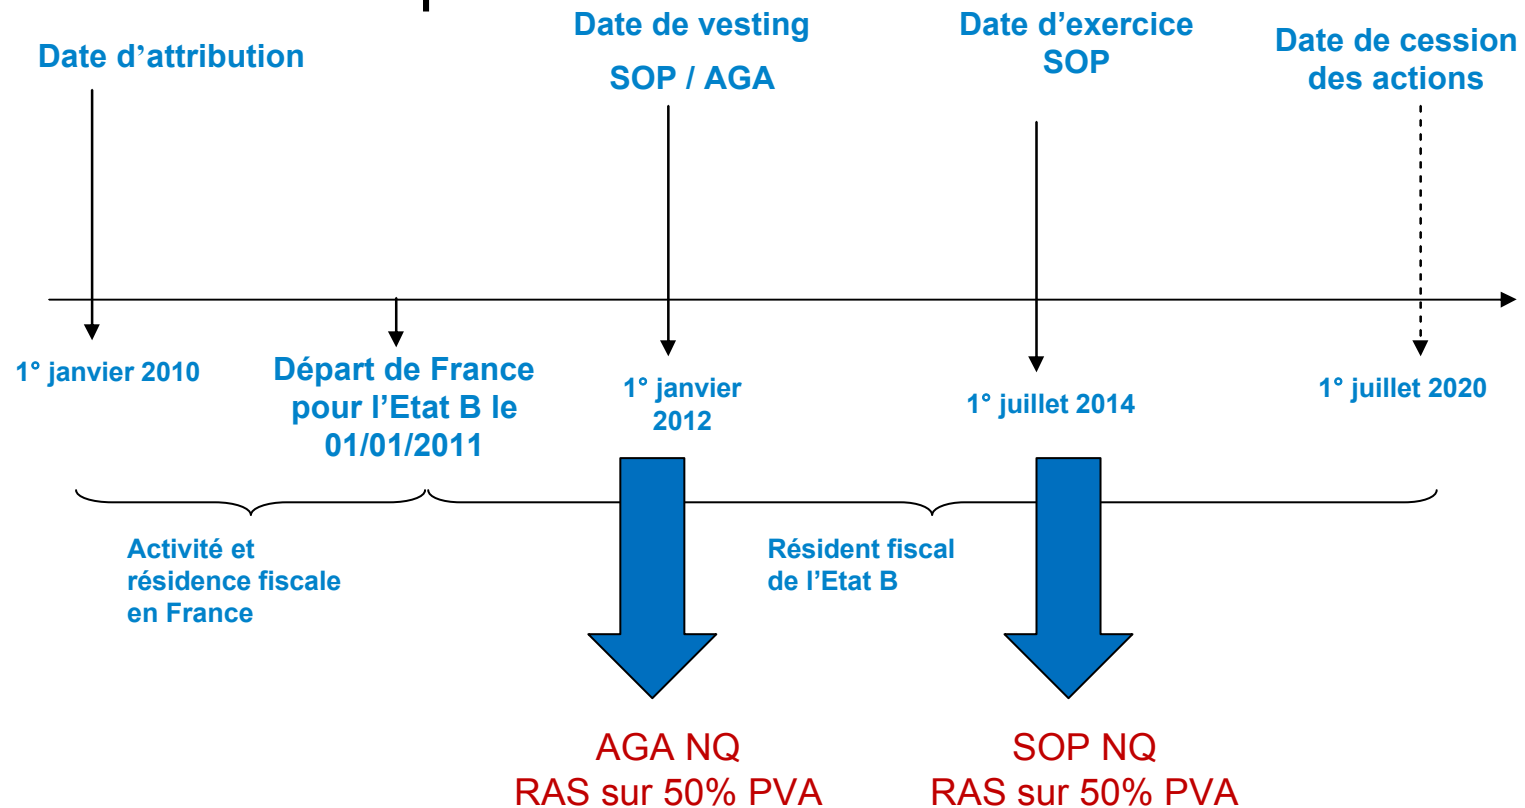 Date d’attribution
Date de vesting
SOP / AGA
Date d’exercice
SOP
Date de cession
des actions
1° janvier 2010
Départ de France
pour l’Etat B le
01/01/2011
1° janvier
2012
1° juillet 2014
1° juillet 2020
Activité et
résidence fiscale
en France
Résident fiscal
de l’Etat B
AGA NQ
RAS sur 50% PVA
SOP NQ
RAS sur 50% PVA